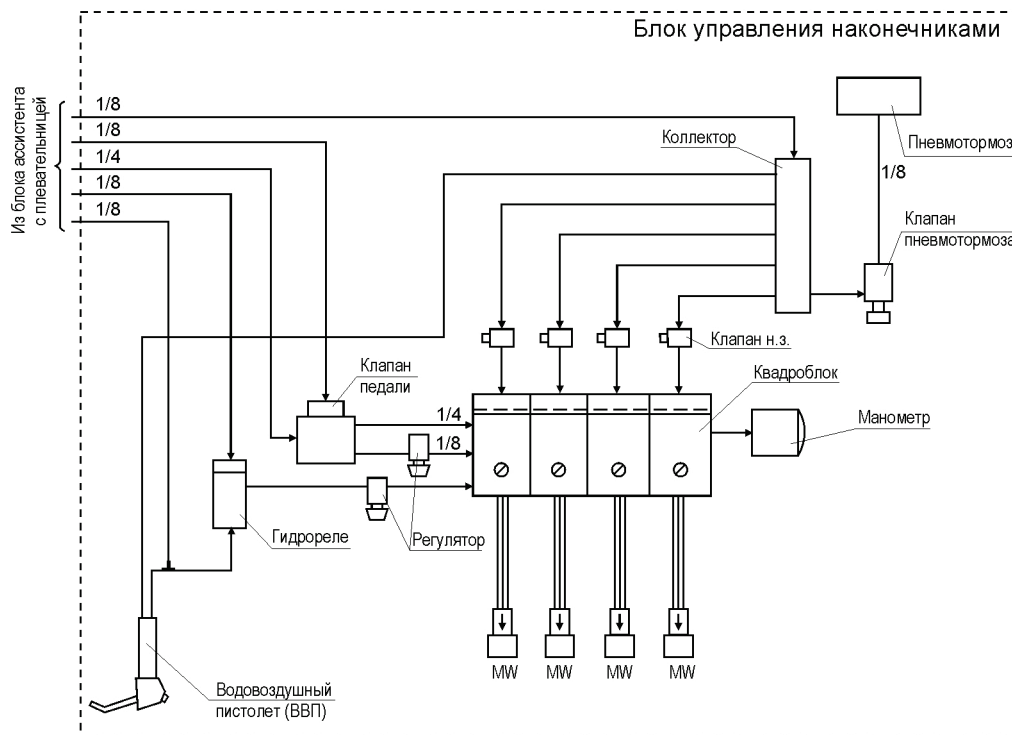 Блок управления наконечниками
Из блока ассистента
с плевательницей
1/8
1/8
1/4
1/8
1/8
Коллектор
Пневмотормоз
1/8
Клапан
пневмотормоза
Клапан н.з.
Клапан
педали
Квадроблок
1/4
1/8
Манометр
Гидрореле
Регулятор
MW
MW
MW
MW
Водовоздушный
пистолет (ВВП)